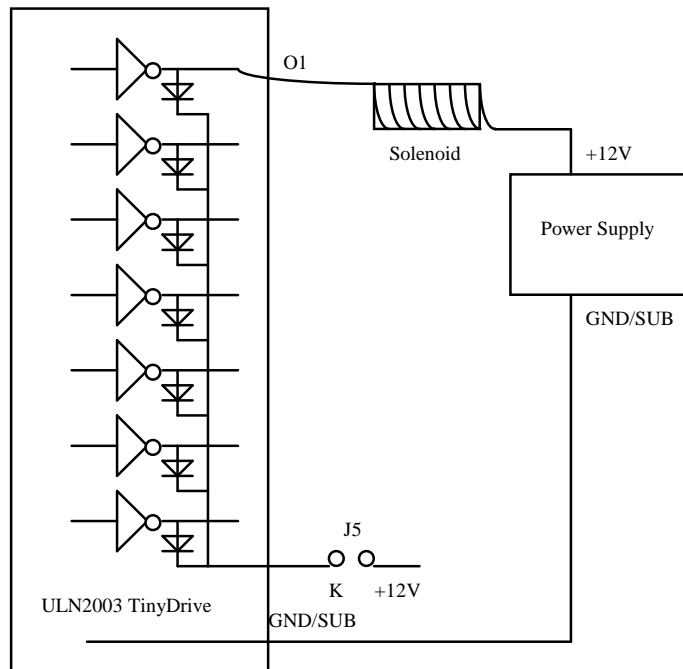 O1
Solenoid
+12V
Power Supply
GND/SUB
J5
K +12V
ULN2003 TinyDrive
GND/SUB